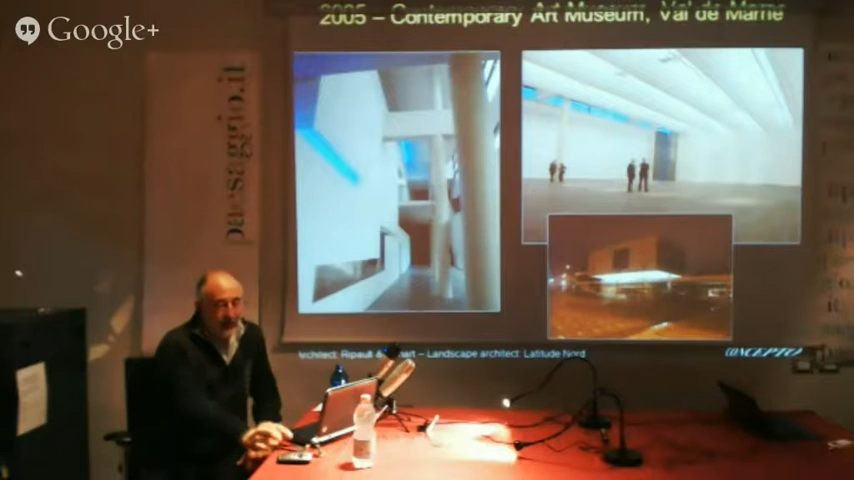 Google+
2005 – Contemporary Art Museum, Val de Marne
paesaggio.it
Architect: Ripault & – Landscape architect: Latitude Nord
CONCEPTO